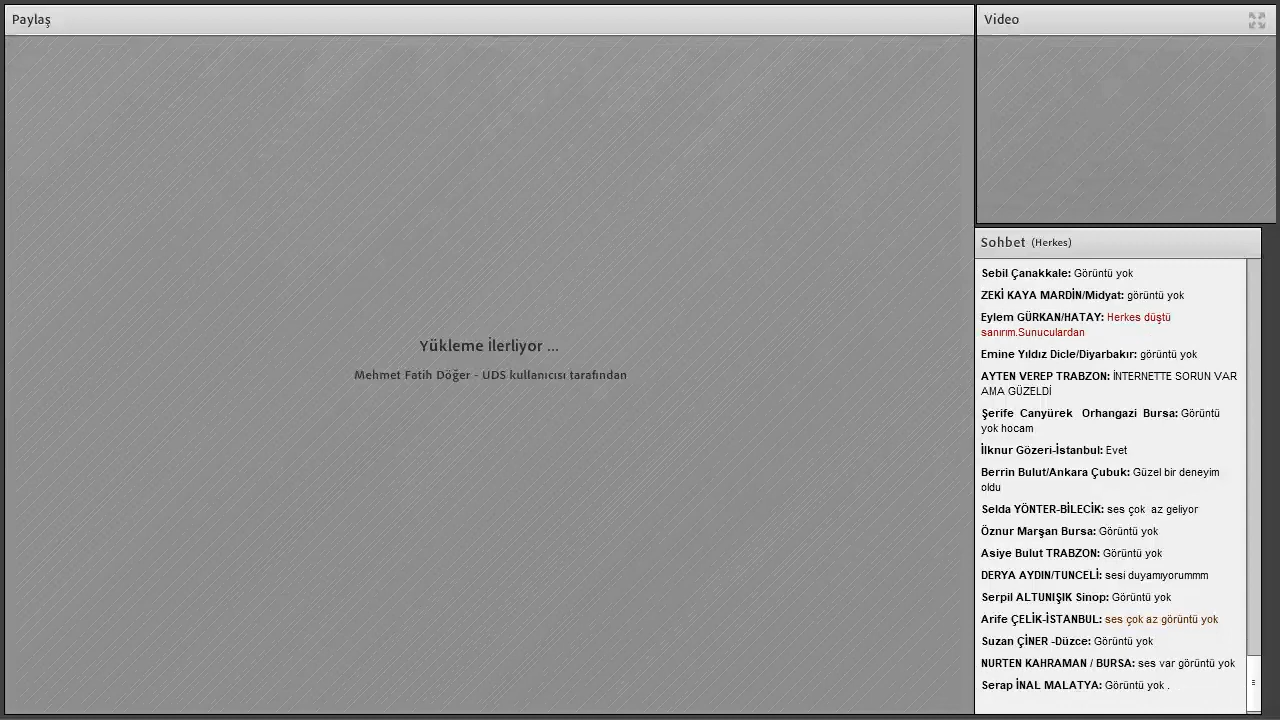 Paylaş
Video
Yükleme İlerliyor ...
Mehmet Fatih Döğer - UDS kullanıcısı tarafından
Sohbet (Herkes)
Sebil Çanakkale: Görüntü yok
ZEKİ KAYA MARDİN/Midyat: görüntü yok
Eylem GÜRKAN/HATAY: Herkes düştü
sanırım.Sunuculardan
Emine Yıldız Dicle/Diyarbakır: görüntü yok
AYTEN VEREP TRABZON: İNTERNETTE SORUN VAR
AMA GÜZELDİ
Şerife Canyürek Orhangazi Bursa: Görüntü
yok hocam
İlknur Gözeri-İstanbul: Evet
Berrin Bulut/Ankara Çubuk: Güzel bir deneyim
oldu
Selda YÖNTER-BİLECİK: ses çok az geliyor
Öznur Marşan Bursa: Görüntü yok
Asiye Bulut TRABZON: Görüntü yok
DERYA AYDIN/TUNCELİ: sesi duyamıyorummm
Serpil ALTUNIŞIK Sinop: Görüntü yok
Arife ÇELİK-İSTANBUL: ses çok az görüntü yok
Suzan ÇİNER -Düzce: Görüntü yok
NURTEN KAHRAMAN / BURSA: ses var görüntü yok
Serap İNAL MALATYA: Görüntü yok .